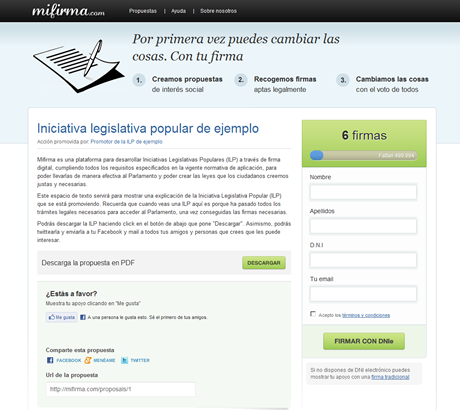 mifirma.com
Propuestas | Ayuda | Sobre nosotros
Por primera vez puedes cambiar las
cosas. Con tu firma
1. Creamos propuestas
de interés social
2. Recogemos firmas
aptas legalmente
3. Cambiamos las cosas
con el voto de todos
Iniciativa legislativa popular de ejemplo
Acción promovida por: Promotor de la ILP de ejemplo
Mifirma es una plataforma para desarrollar Iniciativas Legislativas Populares (ILP) a través de firma
digital, cumpliendo todos los requisitos especificados en la vigente normativa de aplicación, para
poder llevarlas de manera efectiva al Parlamento y poder crear las leyes que los ciudadanos creemos
justas y necesarias.
Este espacio de texto servirá para mostrar una explicación de la Iniciativa Legislativa Popular (ILP)
que se está promoviendo. Recuerda que cuando veas una ILP aquí es porque ha pasado todos los
trámites legales necesarios para acceder al Parlamento, una vez conseguidas las firmas necesarias.
Podrás descargar la ILP haciendo click en el botón de abajo que pone "Descargar". Asimismo, podrás
twittearla y enviarla a tu Facebook y mail a todos tus amigos y personas que crees que les puede
interesar.
Descarga la propuesta en PDF
DESCARGAR
¿Estás a favor?
Muestra tu apoyo clicando en "Me gusta"
Me gusta
A una persona le gusta esto. Sé el primero de tus amigos.
Comparte esta propuesta
FACEBOOK MENÉAME TWITTER
Url de la propuesta
http://mifirma.com/proposals/1
6 firmas
Faltan 499.994
Nombre
Apellidos
D.N.I
Tu email
Acepto los términos y condiciones
FIRMAR CON DNIe
Si no dispones de DNI electrónico puedes
mostrar tu apoyo con una firma tradicional